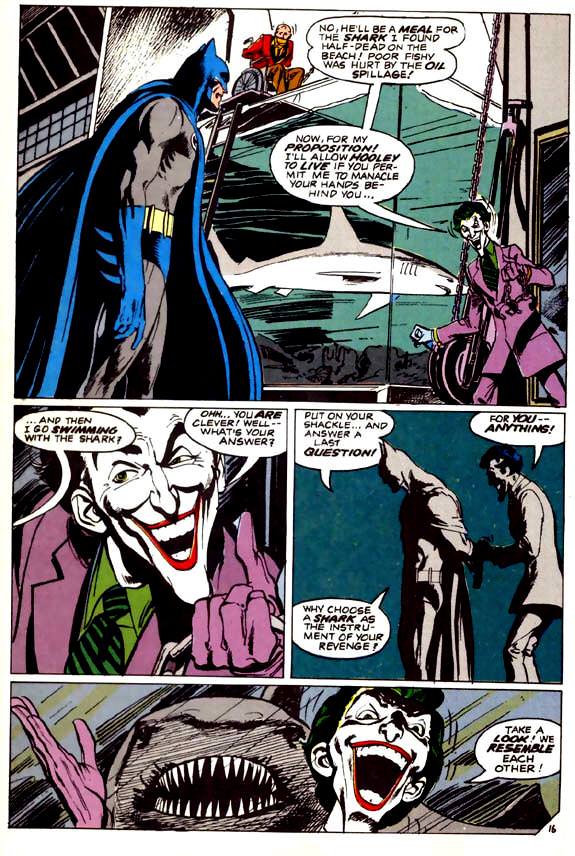 NO, HE'LL BE A MEAL FOR
THE SHARK I FOUND
HALF-DEAD ON THE
BEACH! POOR FISHY
WAS HURT BY THE OIL
SPILLAGE!
NOW, FOR MY
PROPOSITION!
I'LL ALLOW HOOLEY
TO LIVE IF YOU PER-
MIT ME TO MANACLE
YOUR HANDS BE-
HIND YOU...
... AND THEN
I GO SWIMMING
WITH THE SHARK?
OHH... YOU ARE
CLEVER! WELL--
WHAT'S YOUR
ANSWER?
PUT ON YOUR
SHACKLE... AND
ANSWER A
LAST
QUESTION!
FOR YOU--
ANYTHING!
WHY CHOOSE
A SHARK AS
THE INSTRU-
MENT OF YOUR
REVENGE?
TAKE A
LOOK! WE
RESEMBLE
EACH
OTHER!
16